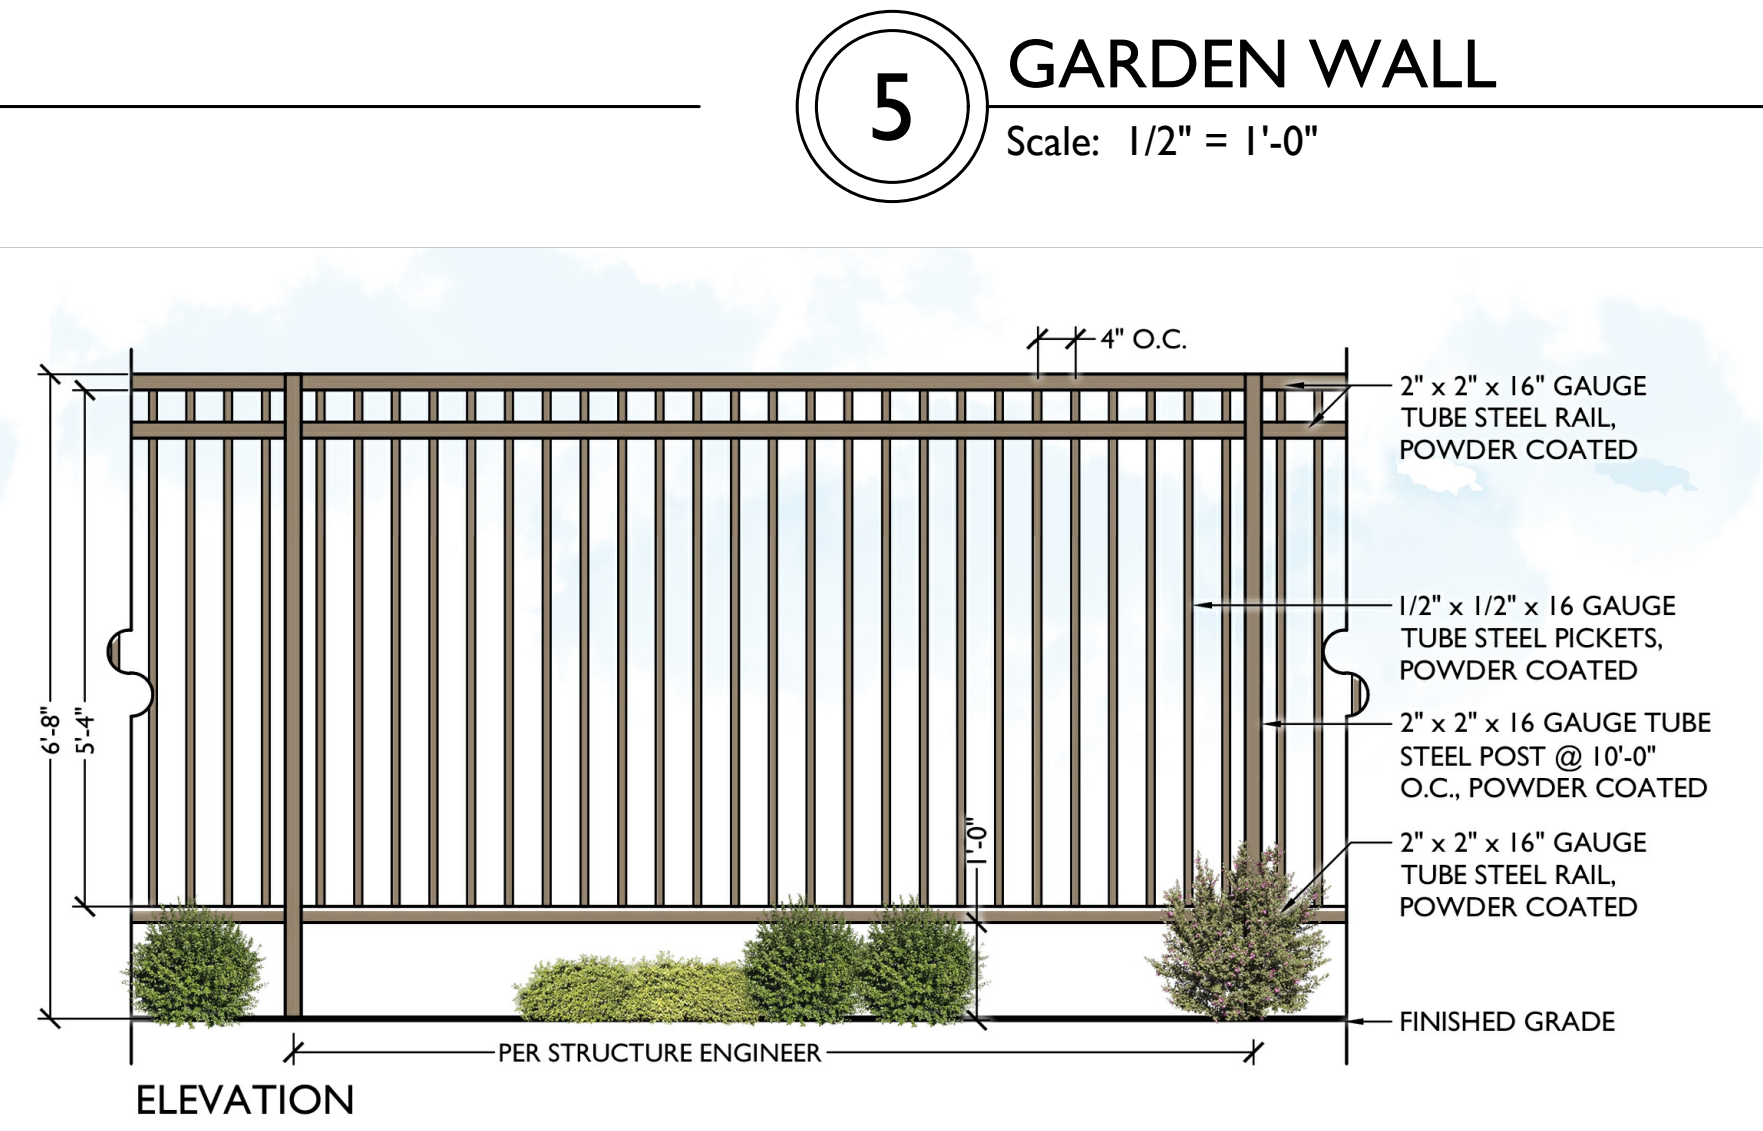 5
GARDEN WALL
Scale: 1/2" = 1'-0"
4" O.C.
2" x 2" x 16" GAUGE
TUBE STEEL RAIL,
POWDER COATED
1/2" x 1/2" x 16 GAUGE
TUBE STEEL PICKETS,
POWDER COATED
6'-8"
5'-4"
2" x 2" x 16 GAUGE TUBE
STEEL POST @ 10'-0"
O.C., POWDER COATED
1'-0"
2" x 2" x 16" GAUGE
TUBE STEEL RAIL,
POWDER COATED
FINISHED GRADE
PER STRUCTURE ENGINEER
ELEVATION